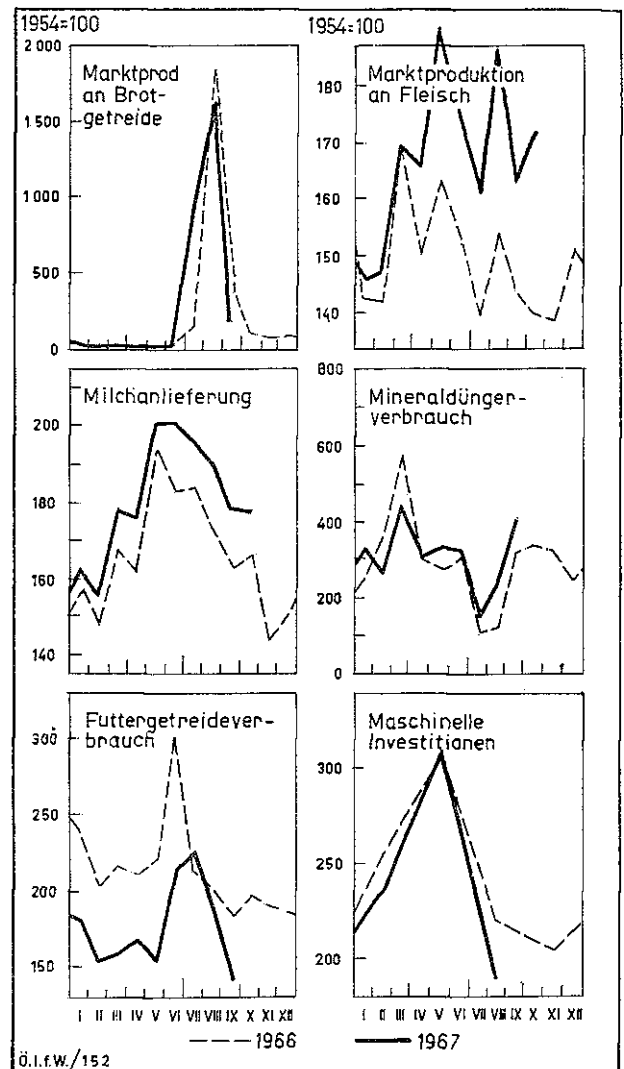 1954=100
1954=100
2 000
1 500
1 000
500
0
Marktprod
an Brot-
getreide
190
180
170
160
150
140
Marktproduktion
an Fleisch
200
180
160
140
Milchanlieferung
800
600
400
200
0
Mineraldünger-
verbrauch
300
250
200
150
Futtergetreidever-
brauch
300
250
200
Maschinelle
Investitianen
I II III IV V VI VII VIII IX X XI XII
I II III IV V VI VII VIII IX X XI XII
1966
1967
Ö.I.f.W./152